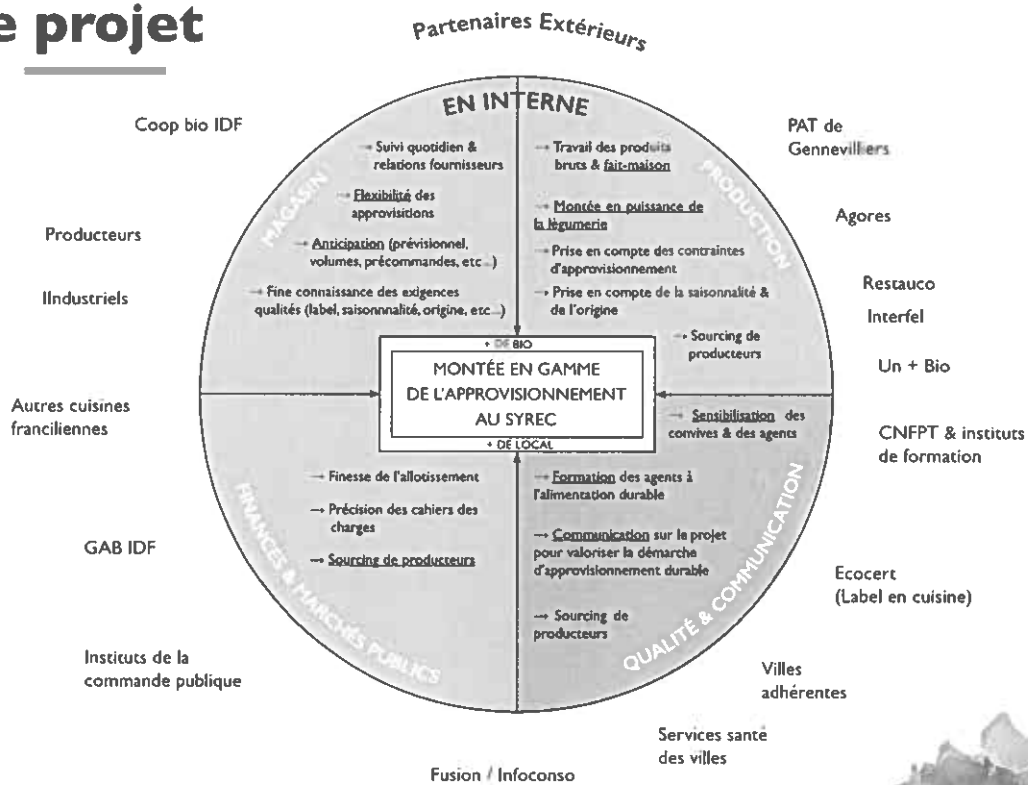 e projet
Partenaires Extérieurs
EN INTERNE
MAGASIN
→ Suivi quotidien &
relations fournisseurs
→ Flexibilité des
approvisitions
→ Anticipation (prévisionnel,
volumes, précommandes, etc...)
→ Fine connaissance des exigences
qualités (label, saisonnnalité, origine, etc...)
PRODUCTION
→ Travail des produits
bruts & fait-maison
→ Montée en puissance de
la légumerie
→ Prise en compte des contraintes
d'approvisionnement
→ Prise en compte de la saisonnalité &
de l'origine
→ Sourcing de
producteurs
+ DE BIO
MONTÉE EN GAMME
DE L'APPROVISIONNEMENT
AU SYREC
+ DE LOCAL
FINANCES & MARCHÉS PUBLICS
→ Finesse de l'allotissement
→ Précision des cahiers des
charges
→ Sourcing de producteurs
QUALITÉ & COMMUNICATION
→ Sensibilisation des
convives & des agents
→ Formation des agents à
l'alimentation durable
→ Communication sur le projet
pour valoriser la démarche
d'approvisionnement durable
→ Sourcing de
producteurs
Coop bio IDF
Producteurs
IIndustriels
Autres cuisines
franciliennes
GAB IDF
Instituts de la
commande publique
Fusion / Infoconso
Services santé
des villes
Villes
adhérentes
Ecocert
(Label en cuisine)
CNFPT & instituts
de formation
Un + Bio
Interfel
Restauco
Agores
PAT de
Gennevilliers